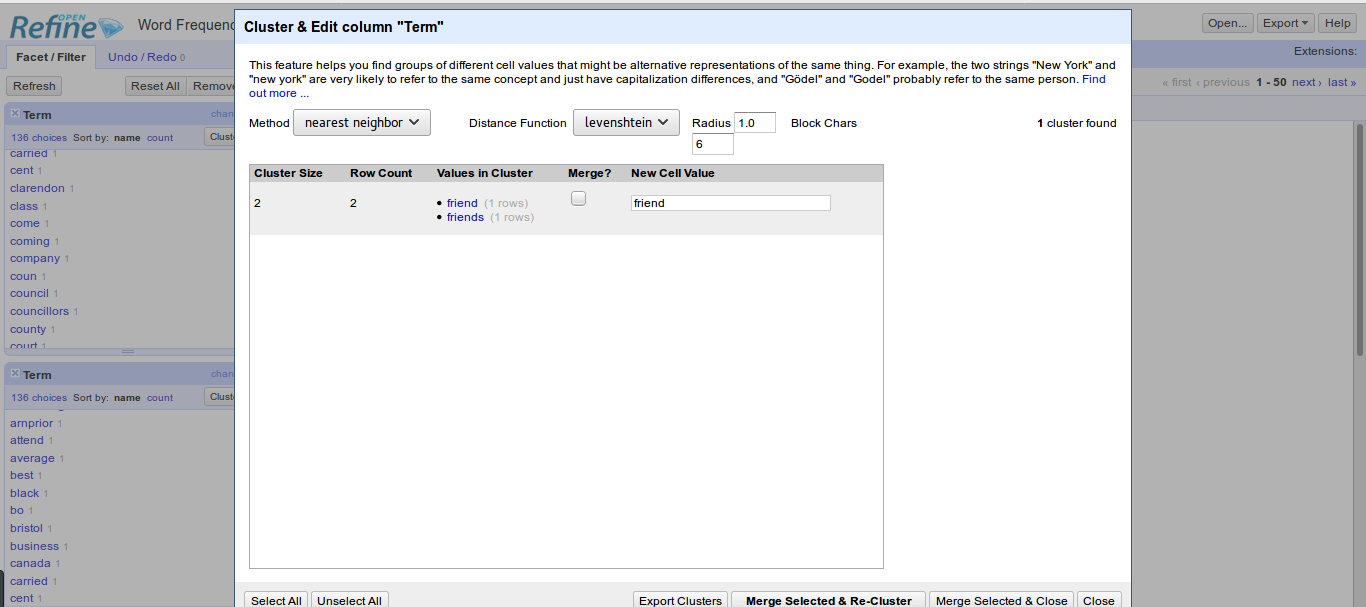 OPEN
Refine
Word Frequenc
Open...
Export
Help
Facet / Filter
Undo / Redo 0
Extensions:
Refresh
Reset All
Remove
« first ‹ previous 1 - 50 next › last »
Term
chan
136 choices Sort by: name count
Clust
carried 1
cent 1
clarendon 1
class 1
come 1
coming 1
company 1
coun 1
council 1
councillors 1
county 1
court 1
Term
chan
136 choices Sort by: name count
Clust
arnprior 1
attend 1
average 1
best 1
black 1
bo 1
bristol 1
business 1
canada 1
carried 1
cent 1
Cluster & Edit column "Term"
This feature helps you find groups of different cell values that might be alternative representations of the same thing. For example, the two strings "New York" and
"new york" are very likely to refer to the same concept and just have capitalization differences, and "Gödel" and "Godel" probably refer to the same person. Find
out more ...
Method nearest neighbor Distance Function levenshtein Radius 1.0 Block Chars 1 cluster found
6
Cluster Size Row Count Values in Cluster Merge? New Cell Value
2 2 • friend (1 rows) friend
• friends (1 rows)
Select All Unselect All Export Clusters Merge Selected & Re-Cluster Merge Selected & Close Close